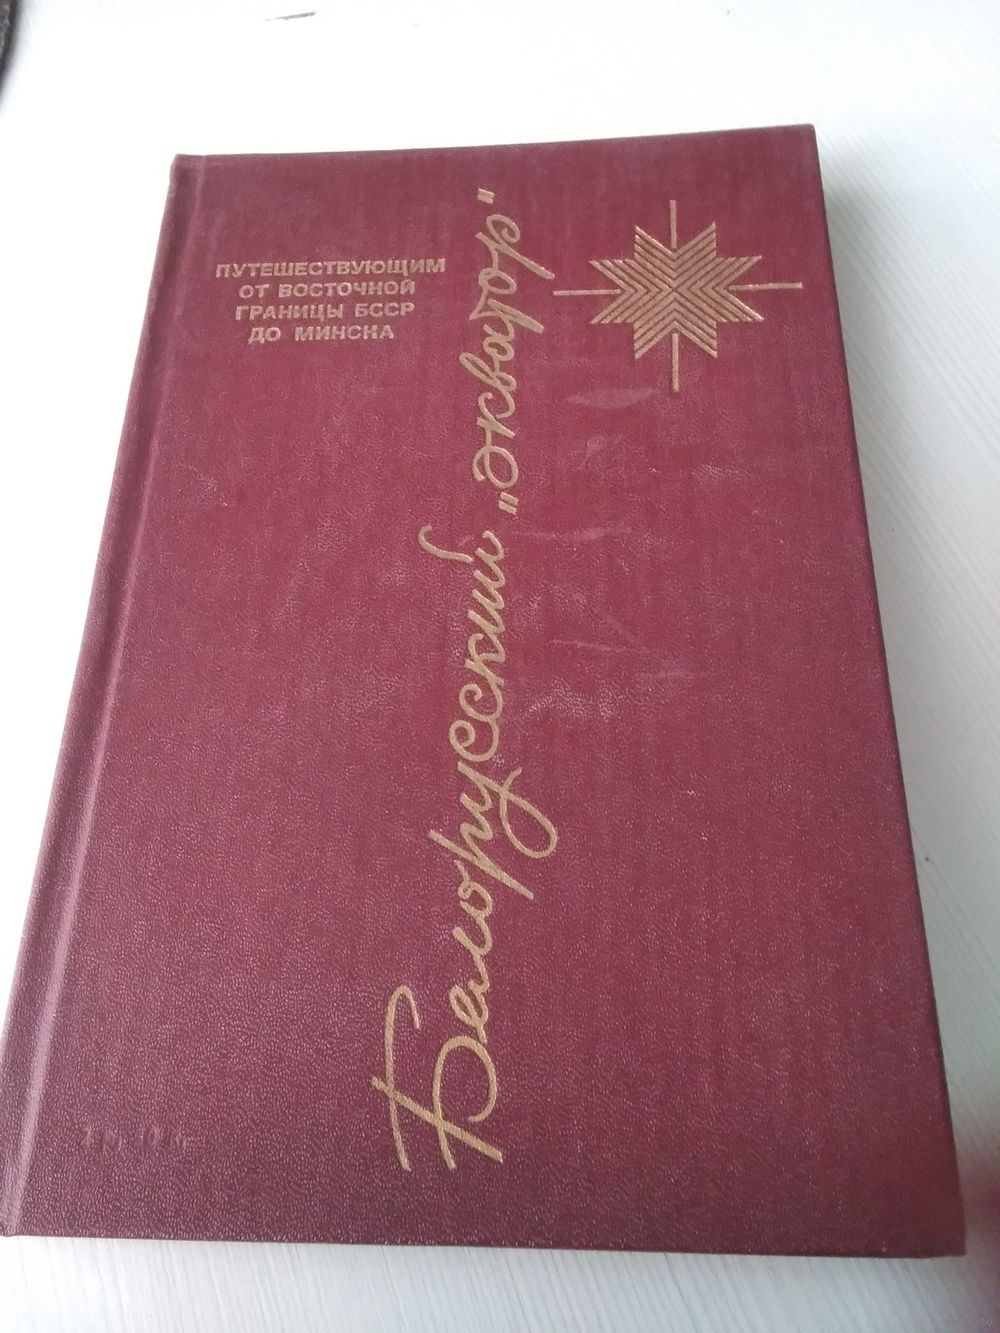 ПУТЕШЕСТВУЮЩИМ
ОТ ВОСТОЧНОЙ
ГРАНИЦЫ БССР
ДО МИНСКА
Белорусский „экватор"